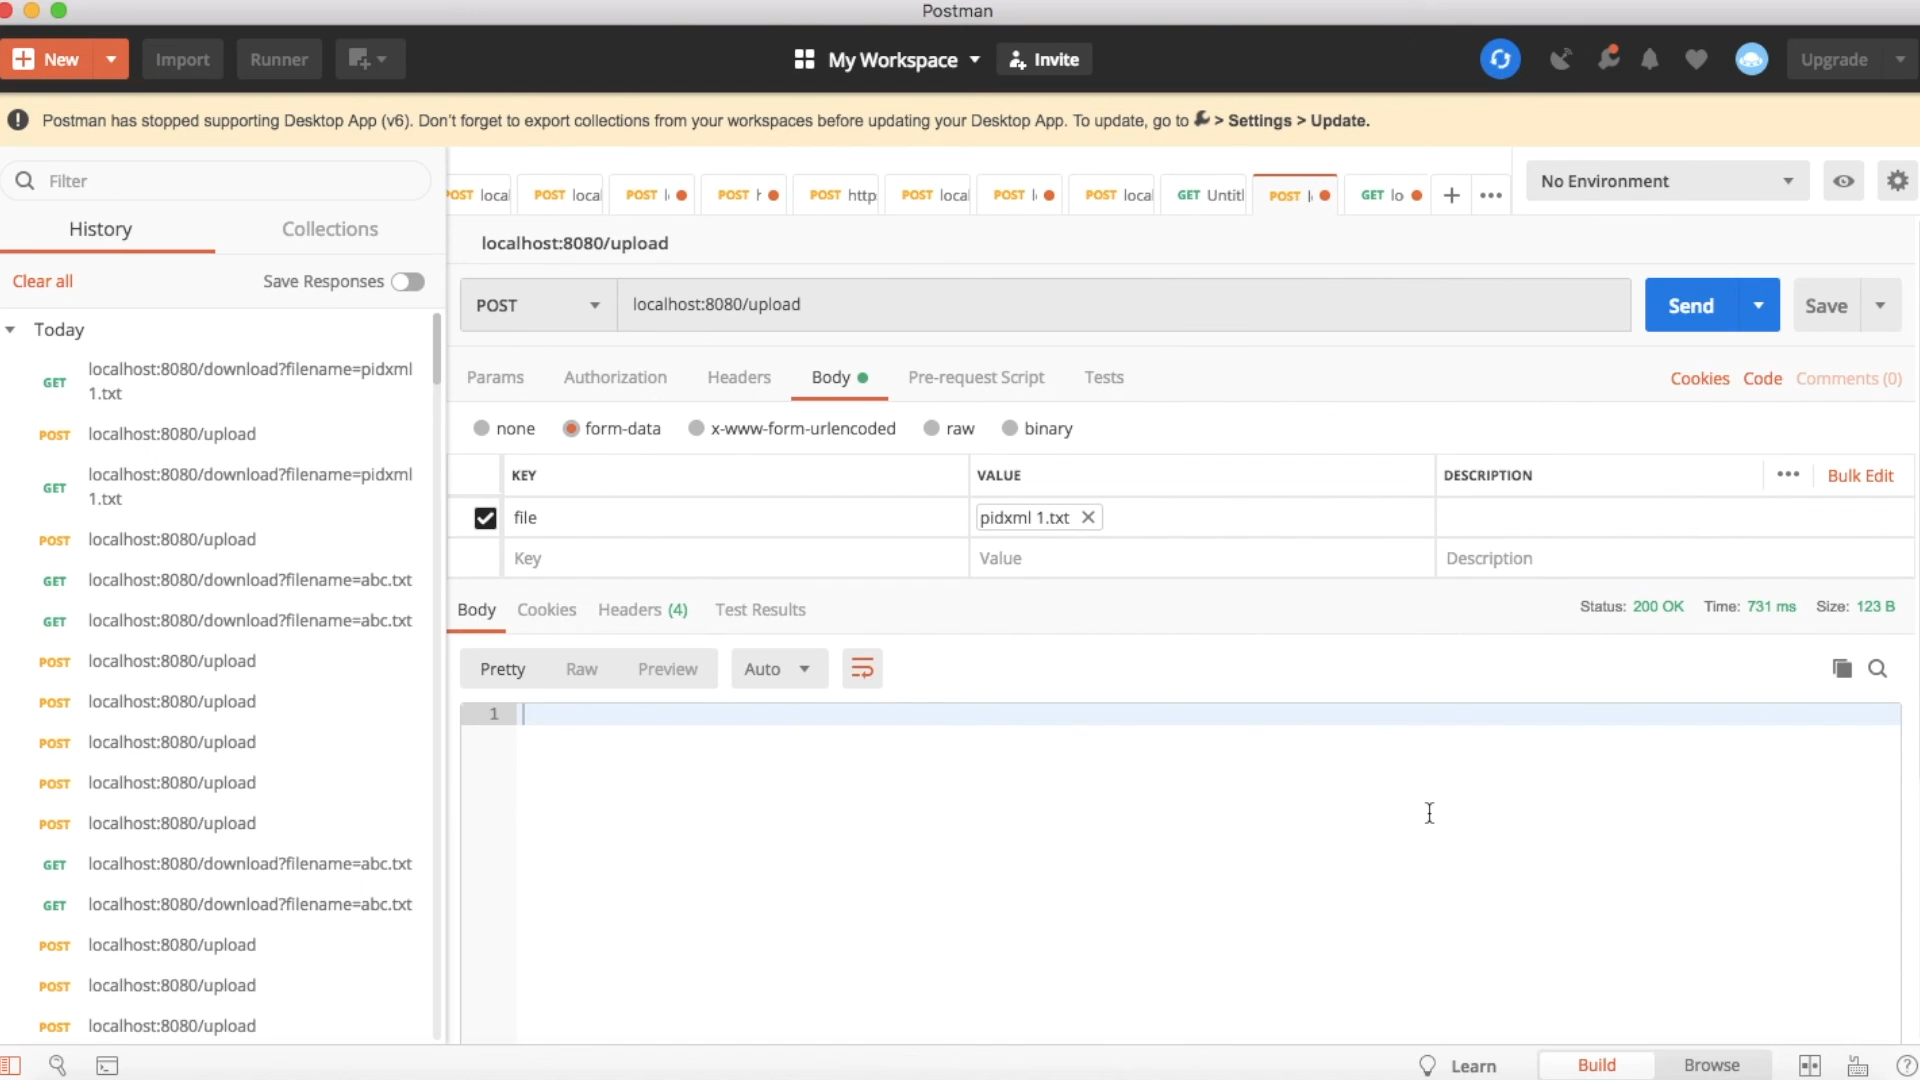 Postman
New
Import
Runner
My Workspace
Invite
Upgrade
Postman has stopped supporting Desktop App (v6). Don't forget to export collections from your workspaces before updating your Desktop App. To update, go to > Settings > Update.
Filter
POST local
POST local
POST l
POST h
POST http
POST local
POST l
POST local
GET Untitl
POST l
GET lo
No Environment
History
Collections
localhost:8080/upload
Clear all
Save Responses
POST
localhost:8080/upload
Send
Save
Today
GET localhost:8080/download?filename=pidxml
1.txt
POST localhost:8080/upload
GET localhost:8080/download?filename=pidxml
1.txt
POST localhost:8080/upload
GET localhost:8080/download?filename=abc.txt
GET localhost:8080/download?filename=abc.txt
POST localhost:8080/upload
POST localhost:8080/upload
POST localhost:8080/upload
POST localhost:8080/upload
POST localhost:8080/upload
GET localhost:8080/download?filename=abc.txt
GET localhost:8080/download?filename=abc.txt
POST localhost:8080/upload
POST localhost:8080/upload
POST localhost:8080/upload
Params
Authorization
Headers
Body
Pre-request Script
Tests
Cookies
Code
Comments (0)
none
form-data
x-www-form-urlencoded
raw
binary
KEY
VALUE
DESCRIPTION
Bulk Edit
file
pidxml 1.txt
Key
Value
Description
Body
Cookies
Headers (4)
Test Results
Status: 200 OK
Time: 731 ms
Size: 123 B
Pretty
Raw
Preview
Auto
1
Learn
Build
Browse